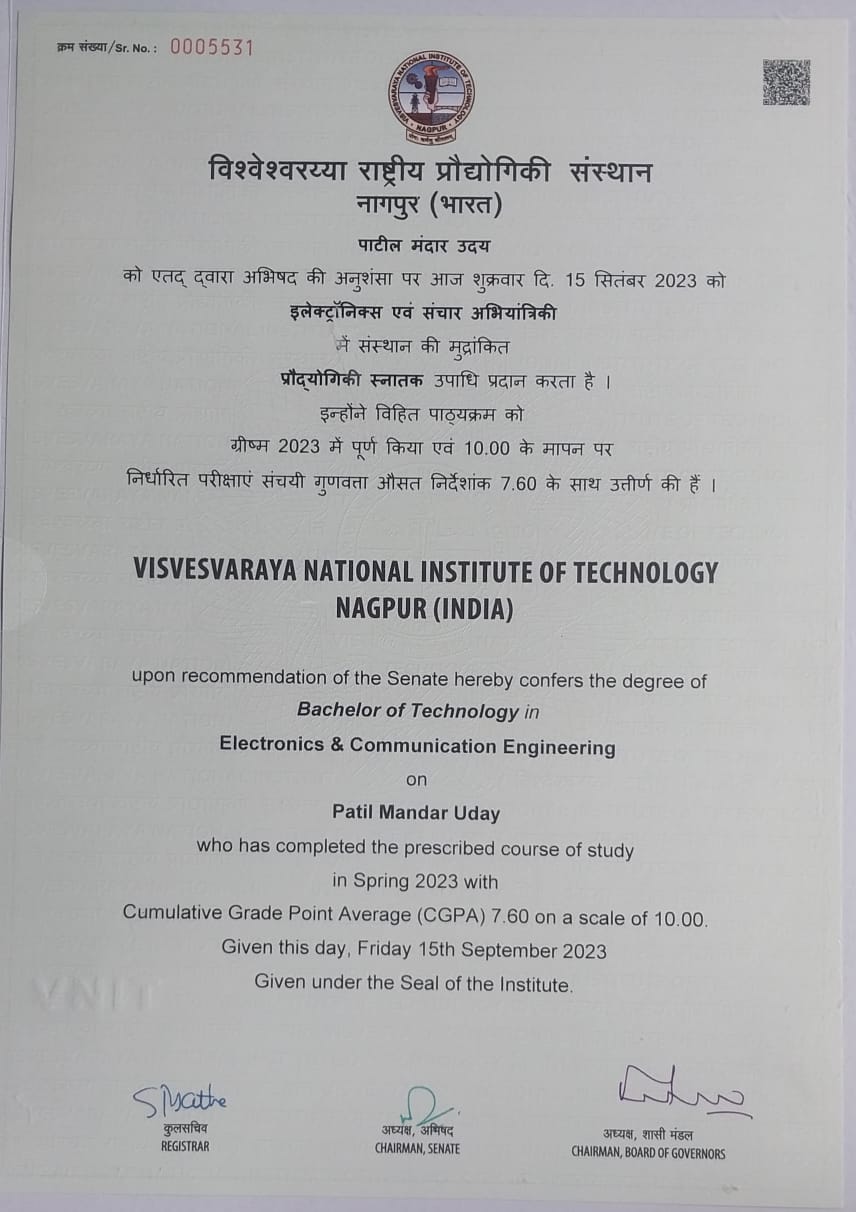 क्रम संख्या/Sr. No. : 0005531
VISVESVARAYA NATIONAL INSTITUTE OF TECHNOLOGY
• NAGPUR •
विश्वेश्वरय्या राष्ट्रीय प्रौद्योगिकी संस्थान
नागपुर (भारत)
पाटील मंदार उदय
को एतद् द्वारा अभिषद की अनुशंसा पर आज शुक्रवार दि. 15 सितंबर 2023 को
इलेक्ट्रॉनिक्स एवं संचार अभियांत्रिकी
में संस्थान की मुद्रांकित
प्रौद्योगिकी स्नातक उपाधि प्रदान करता है ।
इन्होंने विहित पाठ्यक्रम को
ग्रीष्म 2023 में पूर्ण किया एवं 10.00 के मापन पर
निर्धारित परीक्षाएं संचयी गुणवत्ता औसत निर्देशांक 7.60 के साथ उत्तीर्ण की हैं ।
VISVESVARAYA NATIONAL INSTITUTE OF TECHNOLOGY
NAGPUR (INDIA)
upon recommendation of the Senate hereby confers the degree of
Bachelor of Technology in
Electronics & Communication Engineering
on
Patil Mandar Uday
who has completed the prescribed course of study
in Spring 2023 with
Cumulative Grade Point Average (CGPA) 7.60 on a scale of 10.00.
Given this day, Friday 15th September 2023
Given under the Seal of the Institute.
VNIT
कुलसचिव
REGISTRAR
अध्यक्ष, अभिषद
CHAIRMAN, SENATE
अध्यक्ष, शासी मंडल
CHAIRMAN, BOARD OF GOVERNORS